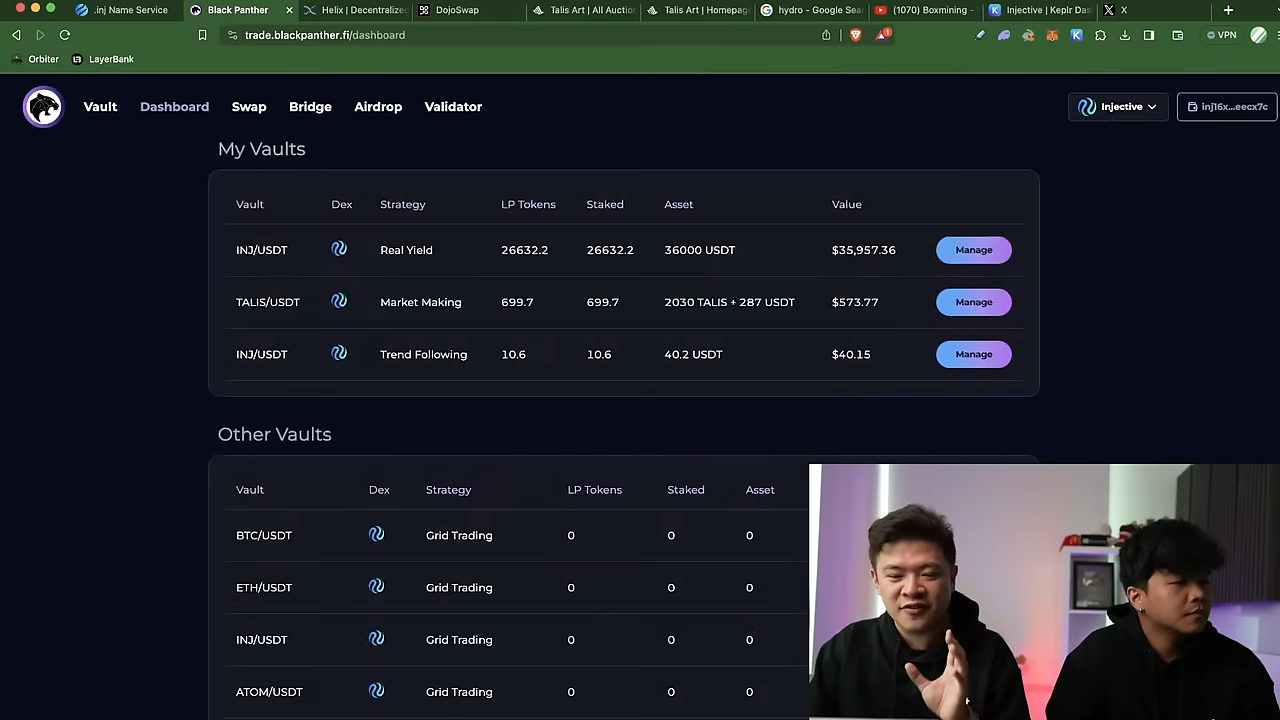 .inj Name Service
Black Panther
Helix | Decentralized
DojoSwap
Talis Art | All Auction
Talis Art | Homepag
hydro - Google Sea
(1070) Boxmining -
Injective | Keplr Das
X
trade.blackpanther.fi/dashboard
1
VPN
Orbiter
LayerBank
Vault Dashboard Swap Bridge Airdrop Validator
Injective
inj16x...eecx7c
My Vaults
Vault Dex Strategy LP Tokens Staked Asset Value
INJ/USDT Real Yield 26632.2 26632.2 36000 USDT $35,957.36 Manage
TALIS/USDT Market Making 699.7 699.7 2030 TALIS + 287 USDT $573.77 Manage
INJ/USDT Trend Following 10.6 10.6 40.2 USDT $40.15 Manage
Other Vaults
Vault Dex Strategy LP Tokens Staked Asset
BTC/USDT Grid Trading 0 0 0
ETH/USDT Grid Trading 0 0 0
INJ/USDT Grid Trading 0 0 0
ATOM/USDT Grid Trading 0 0 0